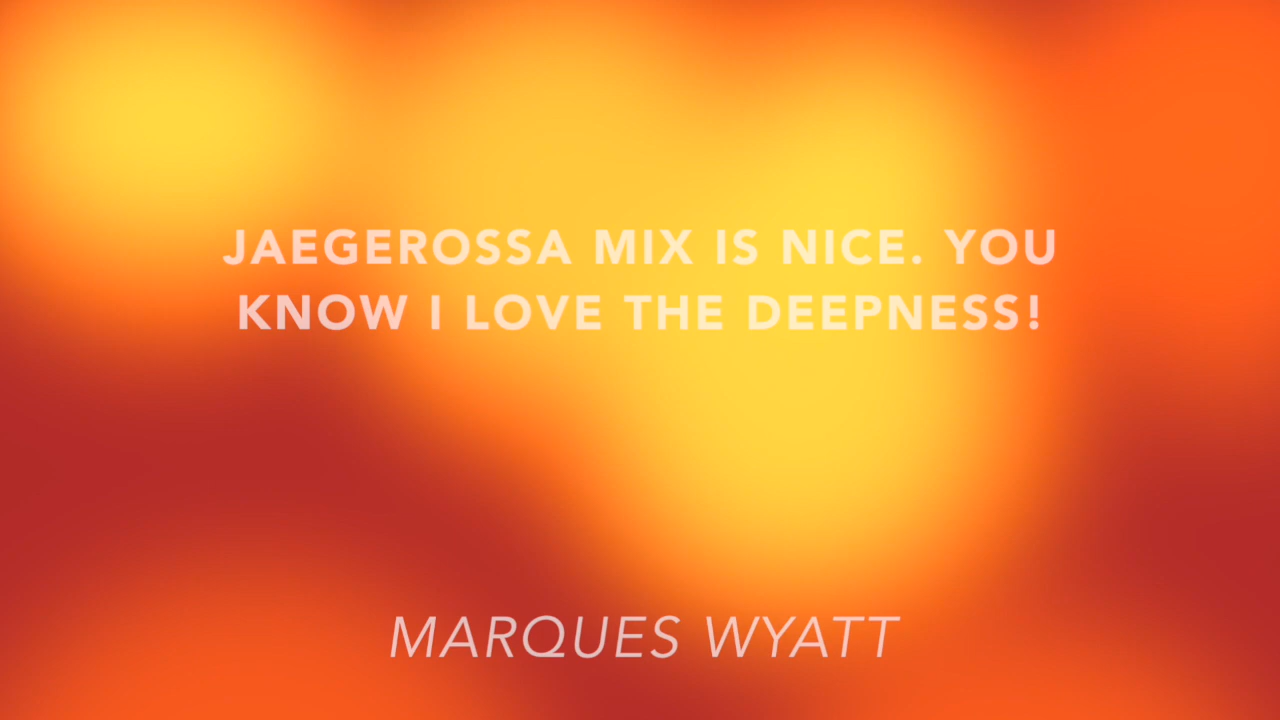 JAEGEROSSA MIX IS NICE. YOU
KNOW I LOVE THE DEEPNESS!
MARQUES WYATT